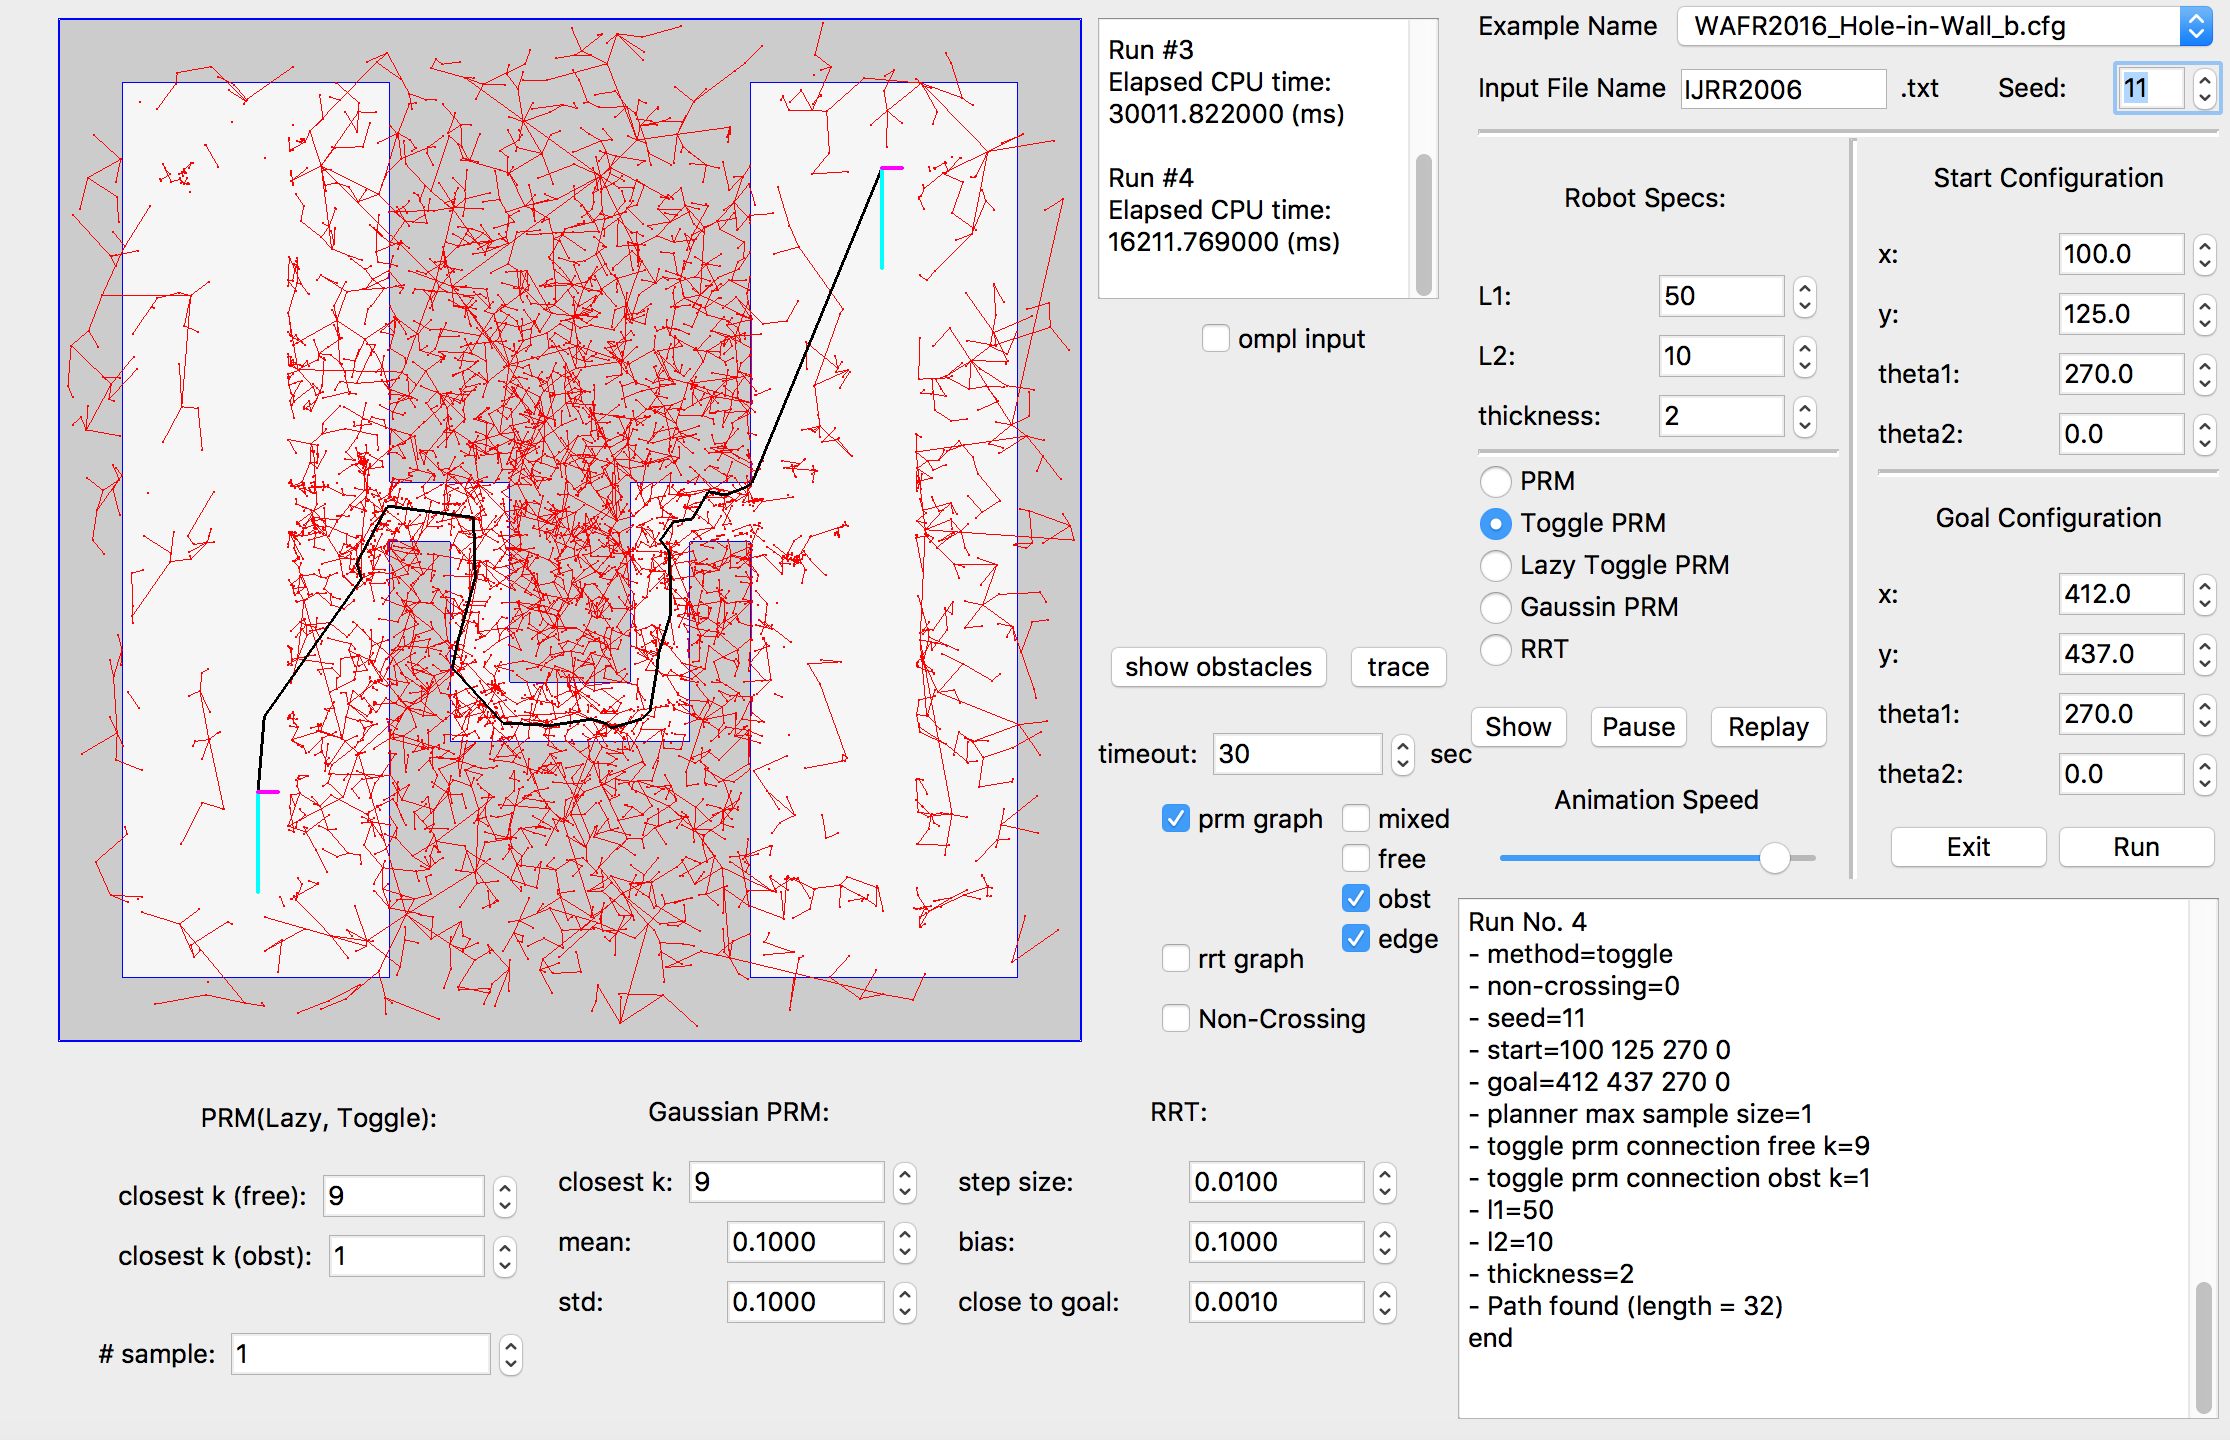 Run #3
Elapsed CPU time:
30011.822000 (ms)
Run #4
Elapsed CPU time:
16211.769000 (ms)
ompl input
show obstacles
trace
timeout: 30 sec
prm graph
mixed
free
obst
edge
rrt graph
Non-Crossing
Example Name WAFR2016_Hole-in-Wall_b.cfg
Input File Name IJRR2006 .txt Seed: 11
Robot Specs:
L1: 50
L2: 10
thickness: 2
PRM
Toggle PRM
Lazy Toggle PRM
Gaussin PRM
RRT
Show Pause Replay
Animation Speed
Start Configuration
x: 100.0
y: 125.0
theta1: 270.0
theta2: 0.0
Goal Configuration
x: 412.0
y: 437.0
theta1: 270.0
theta2: 0.0
Exit Run
Run No. 4
- method=toggle
- non-crossing=0
- seed=11
- start=100 125 270 0
- goal=412 437 270 0
- planner max sample size=1
- toggle prm connection free k=9
- toggle prm connection obst k=1
- l1=50
- l2=10
- thickness=2
- Path found (length = 32)
end
PRM(Lazy, Toggle):
closest k (free): 9
closest k (obst): 1
# sample: 1
Gaussian PRM:
closest k: 9
mean: 0.1000
std: 0.1000
RRT:
step size: 0.0100
bias: 0.1000
close to goal: 0.0010